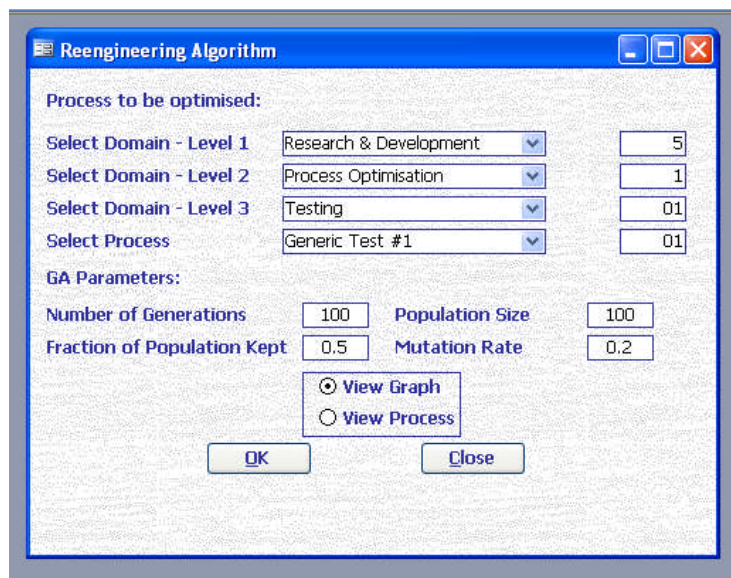 Reengineering Algorithm
Process to be optimised:
Select Domain - Level 1 Research & Development 5
Select Domain - Level 2 Process Optimisation 1
Select Domain - Level 3 Testing 01
Select Process Generic Test #1 01
GA Parameters:
Number of Generations 100 Population Size 100
Fraction of Population Kept 0.5 Mutation Rate 0.2
View Graph
View Process
OK Close